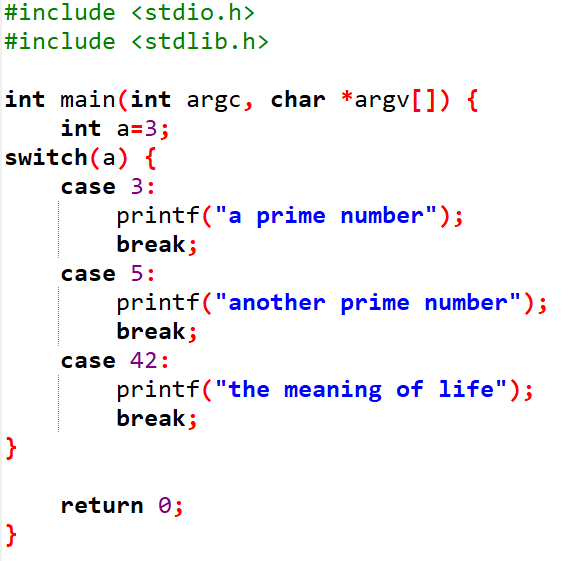 #include <stdio.h>
#include <stdlib.h>

int main(int argc, char *argv[]) {
    int a=3;
switch(a) {
    case 3:
        printf("a prime number");
        break;
    case 5:
        printf("another prime number");
        break;
    case 42:
        printf("the meaning of life");
        break;
}

    return 0;
}